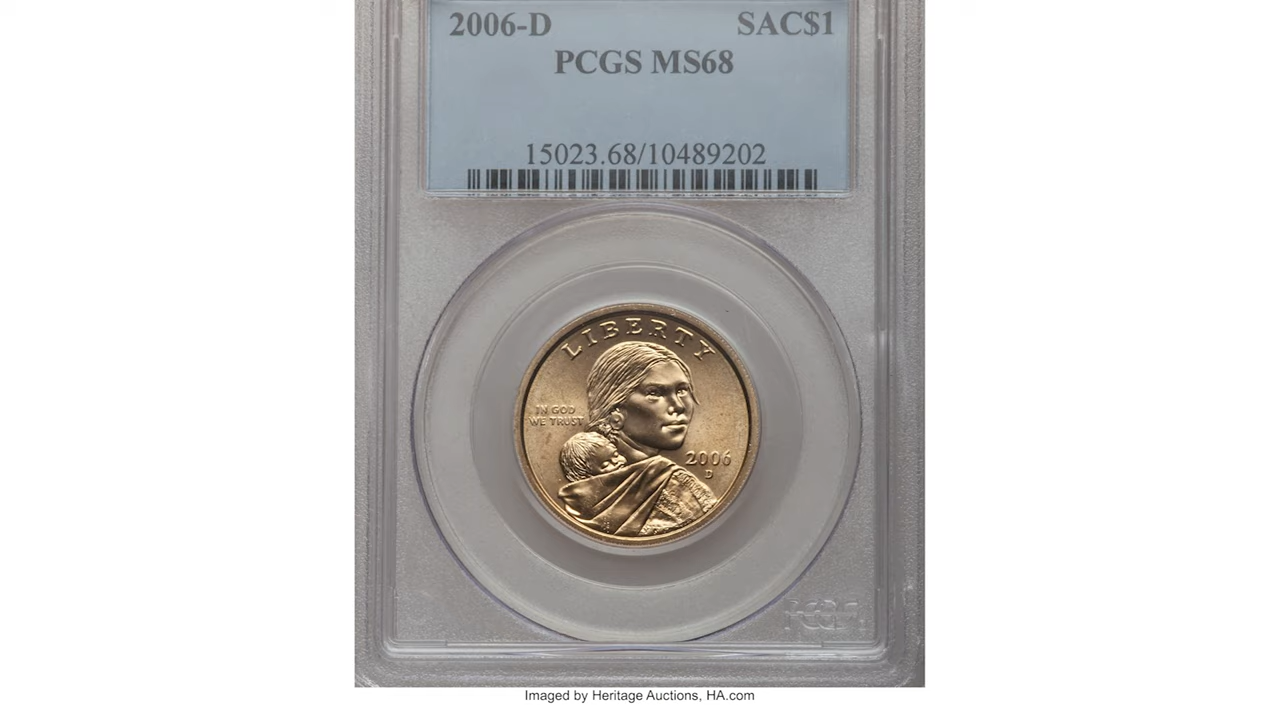 2006-D SAC$1
PCGS MS68
15023.68/10489202
LIBERTY
IN GOD
WE TRUST
2006
D
PCGS
Imaged by Heritage Auctions, HA.com